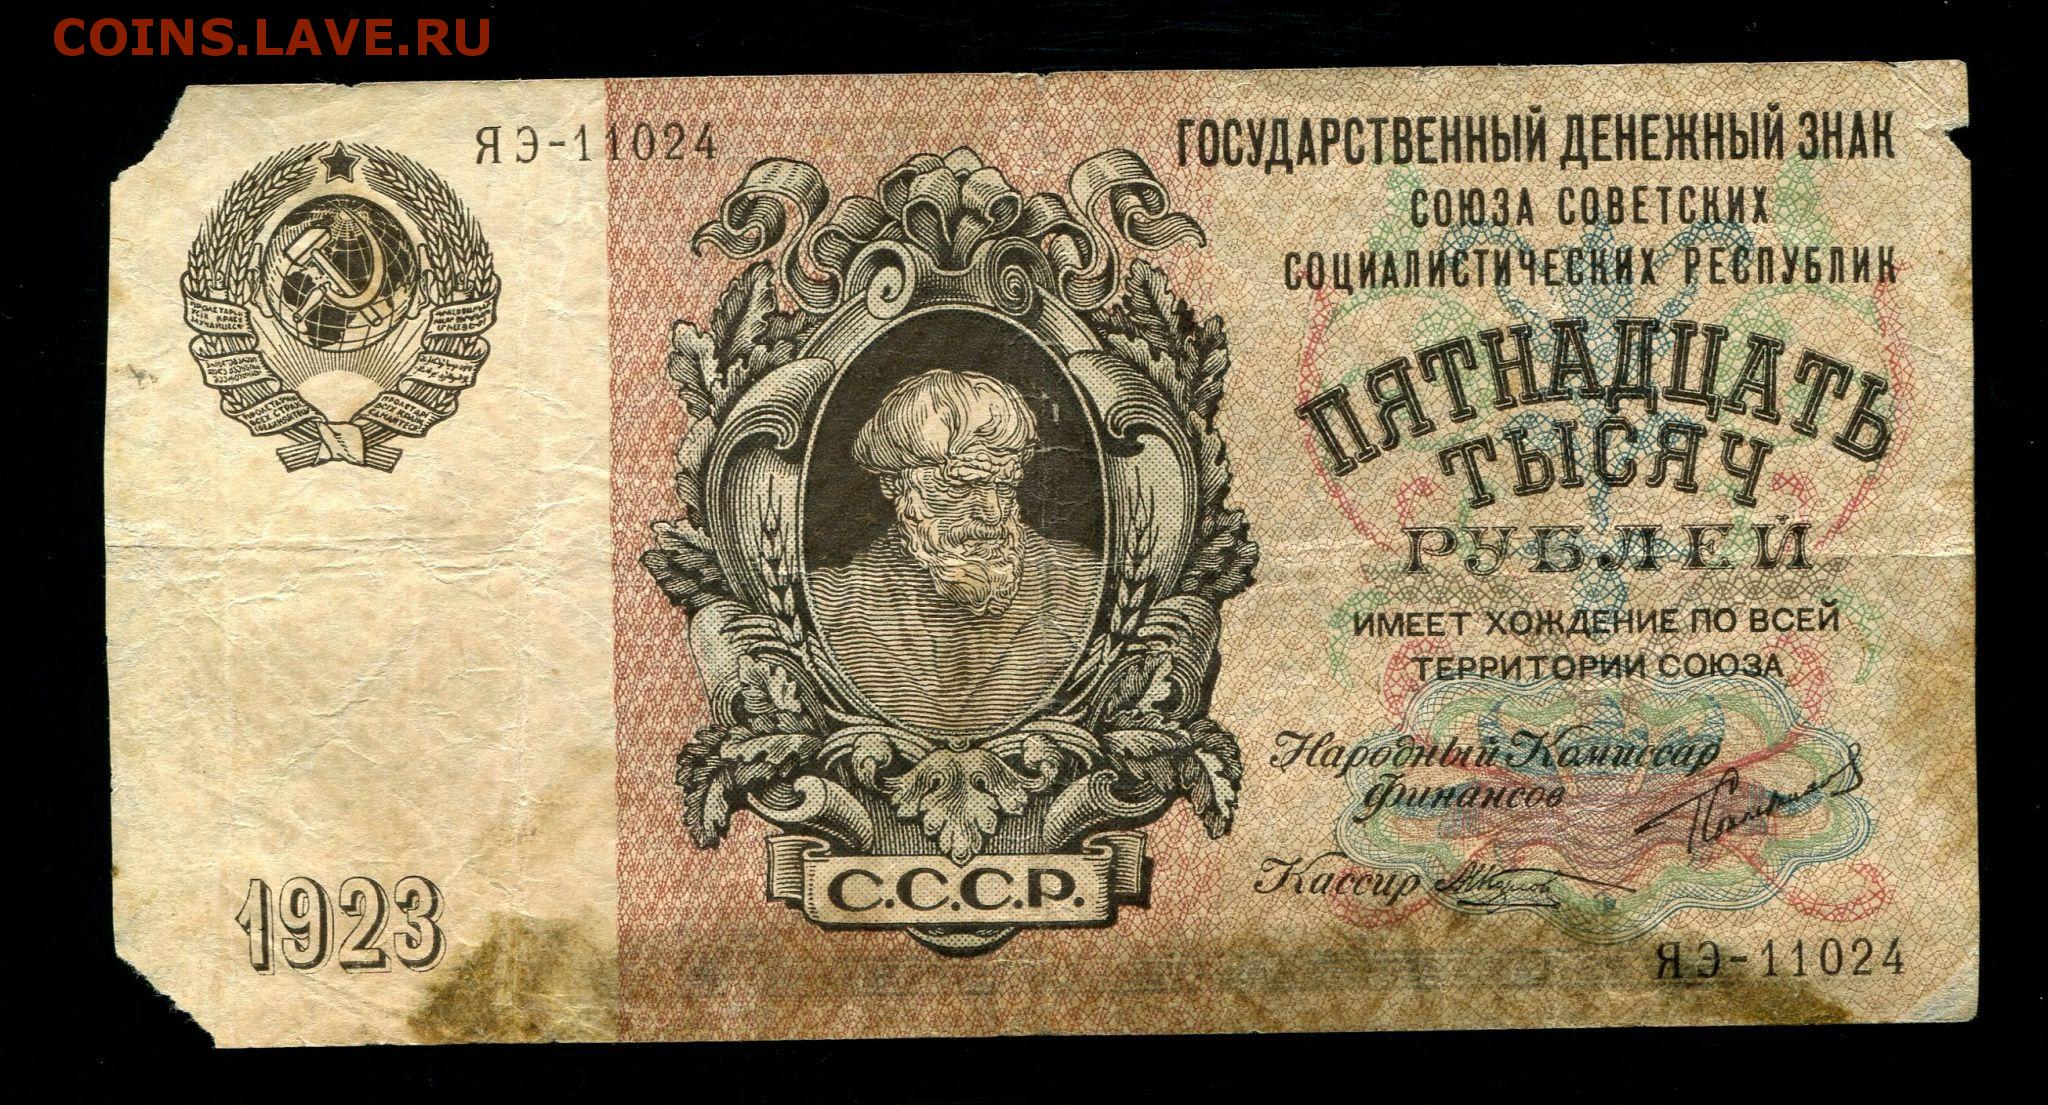 COINS.LAVE.RU
ЯЭ-11024
ГОСУДАРСТВЕННЫЙ ДЕНЕЖНЫЙ ЗНАК
СОЮЗА СОВЕТСКИХ
СОЦИАЛИСТИЧЕСКИХ РЕСПУБЛИК
ПЯТНАДЦАТЬ
ТЫСЯЧ
РУБЛЕЙ
ИМЕЕТ ХОЖДЕНИЕ ПО ВСЕЙ
ТЕРРИТОРИИ СОЮЗА
Народный Комиссар
Финансов
Кассир
С.С.С.Р.
1923
ЯЭ-11024